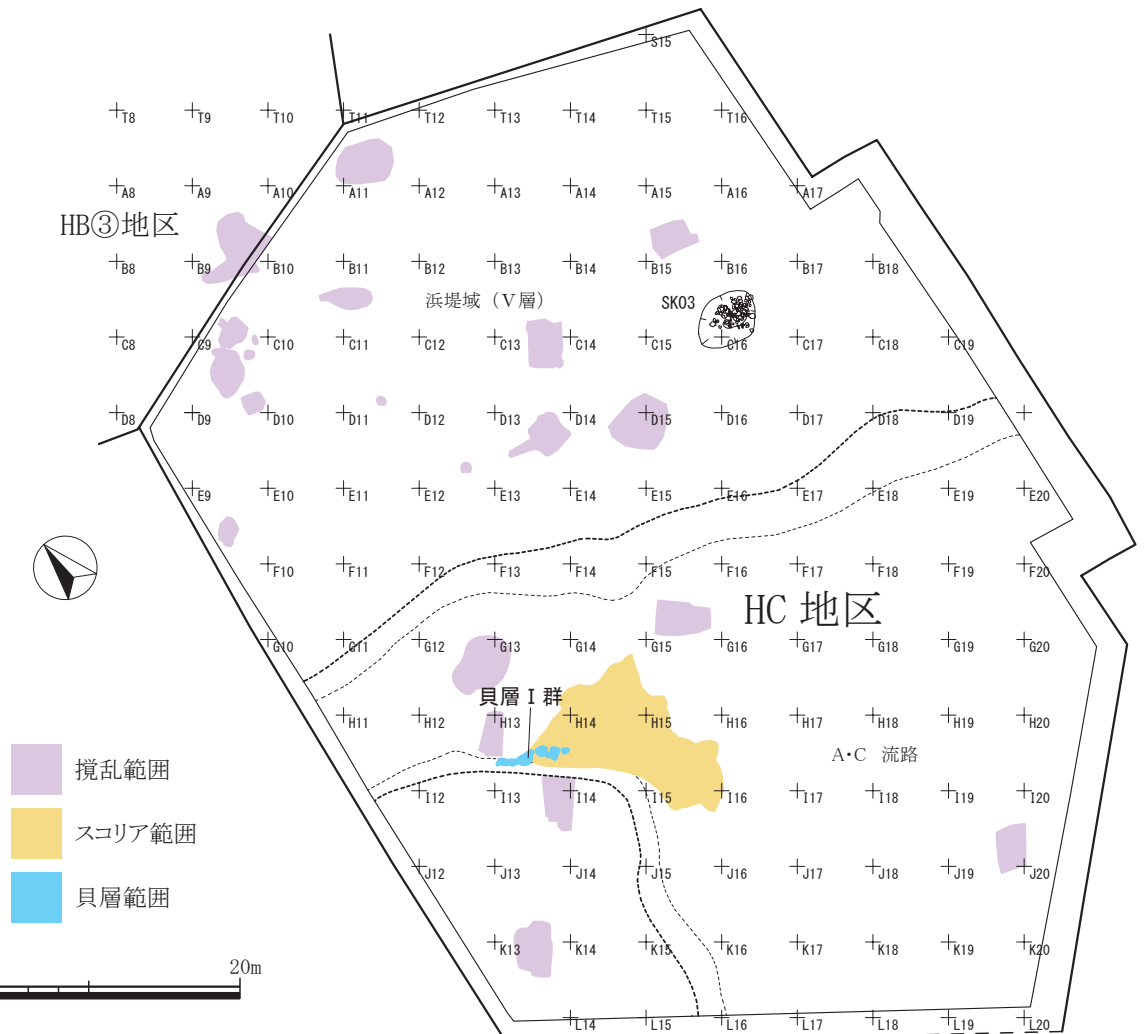 S15
T8 T9 T10 T11 T12 T13 T14 T15 T16
A8 A9 A10 A11 A12 A13 A14 A15 A16 A17
HB③地区
B8 B9 B10 B11 B12 B13 B14 B15 B16 B17 B18
浜堤域（Ⅴ層） SK03
C8 C9 C10 C11 C12 C13 C14 C15 C16 C17 C18 C19
D8 D9 D10 D11 D12 D13 D14 D15 D16 D17 D18 D19
E9 E10 E11 E12 E13 E14 E15 E16 E17 E18 E19 E20
F10 F11 F12 F13 F14 F15 F16 F17 F18 F19 F20
HC 地区
G10 G11 G12 G13 G14 G15 G16 G17 G18 G19 G20
貝層Ⅰ群
H11 H12 H13 H14 H15 H16 H17 H18 H19 H20
A・C 流路
撹乱範囲
I12 I13 I14 I15 I16 I17 I18 I19 I20
スコリア範囲
J12 J13 J14 J15 J16 J17 J18 J19 J20
貝層範囲
K13 K14 K15 K16 K17 K18 K19 K20
20m
L14 L15 L16 L17 L18 L19 L20